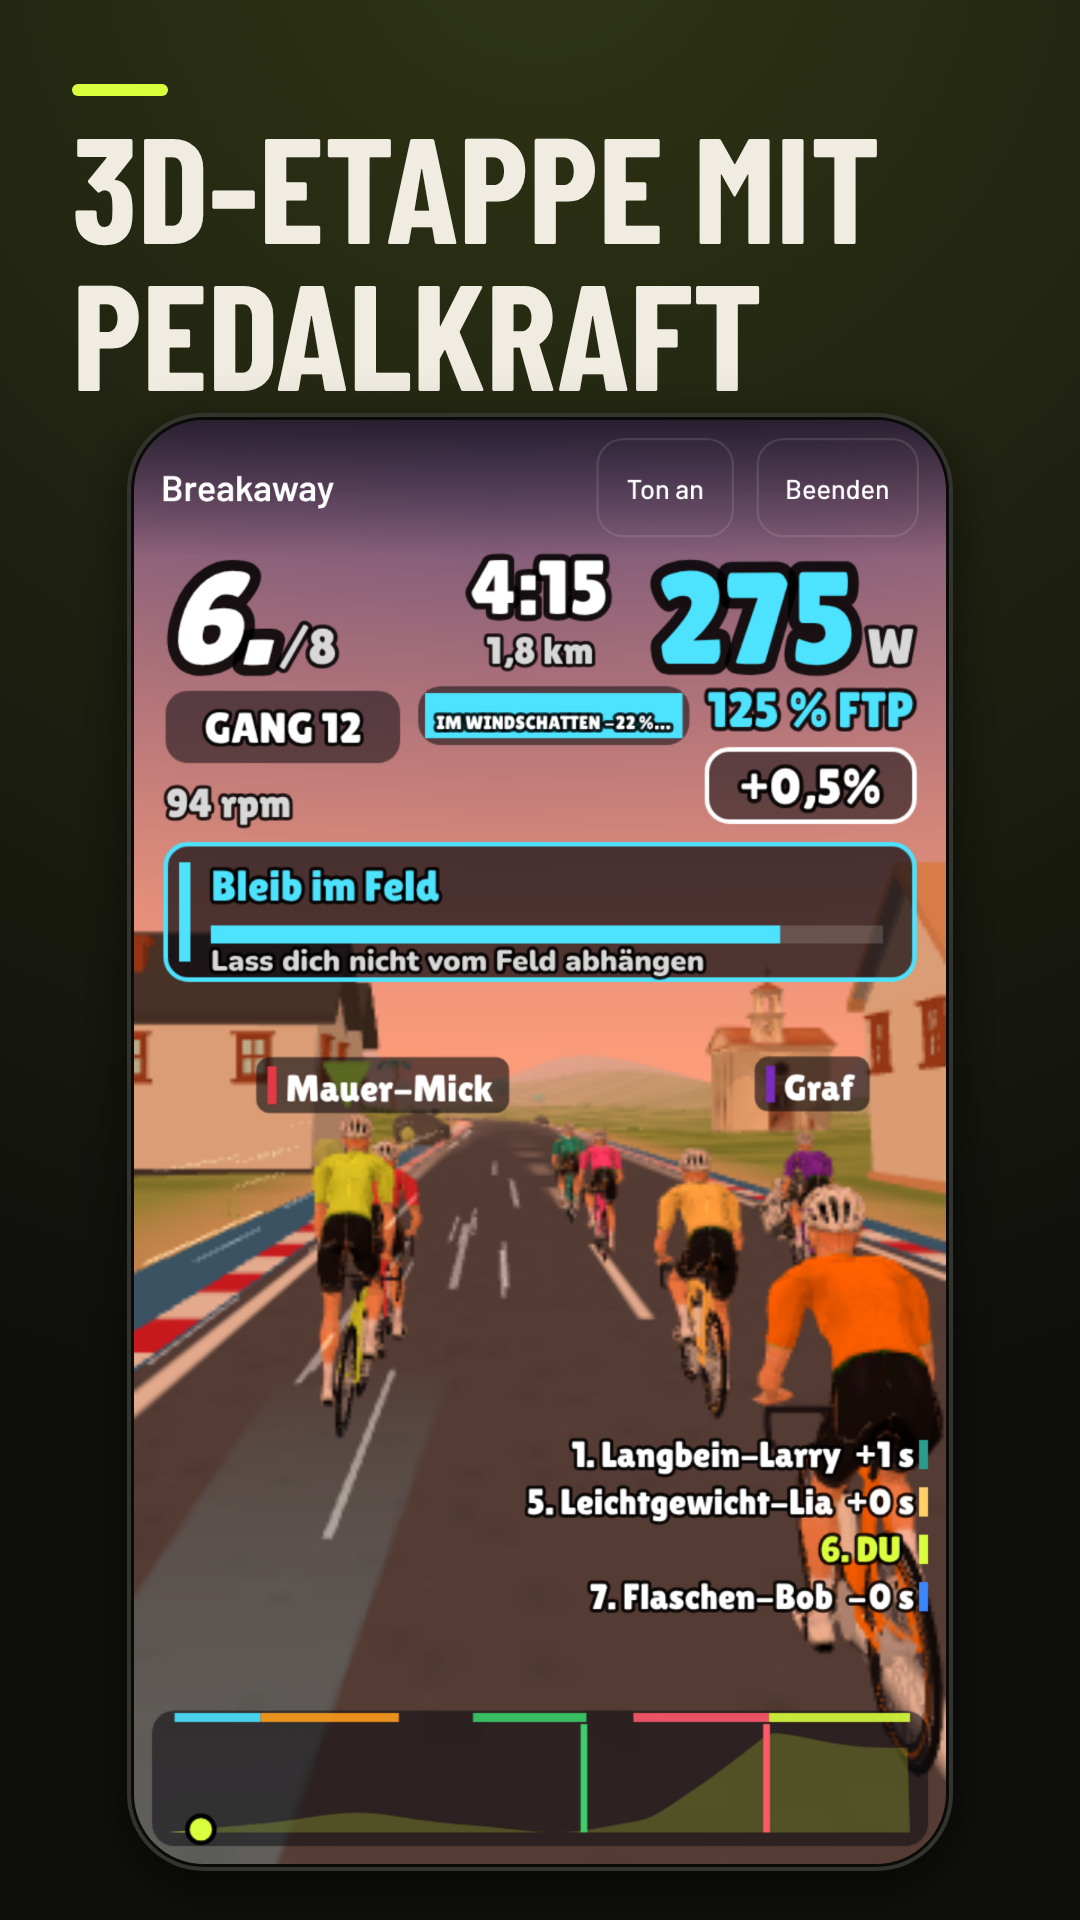 3D-ETAPPE MIT
PEDALKRAFT
Breakaway
Ton an
Beenden
6./8
4:15
1,8 km
275 W
GANG 12
IM WINDSCHATTEN −22 %...
125 % FTP
94 rpm
+0,5%
Bleib im Feld
Lass dich nicht vom Feld abhängen
Mauer-Mick
Graf
1. Langbein-Larry +1 s
5. Leichtgewicht-Lia +0 s
6. DU
7. Flaschen-Bob −0 s